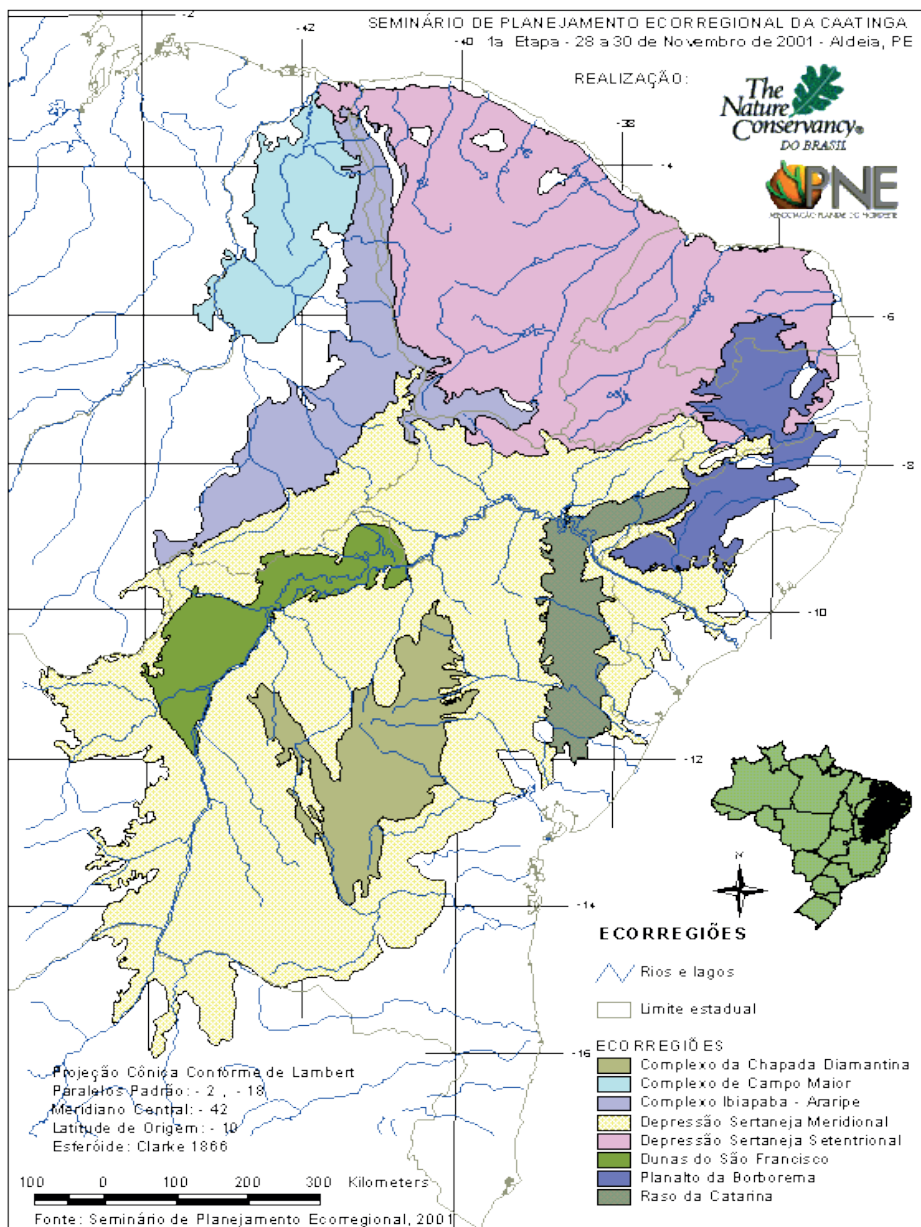 SEMINÁRIO DE PLANEJAMENTO ECORREGIONAL DA CAATINGA
1a Etapa - 28 a 30 de Novembro de 2001 - Aldeia, PE
REALIZAÇÃO:
The
Nature
Conservancy®
DO BRASIL
APNE
ASSOCIAÇÃO PLANTAS DO NORDESTE
-2
-42
-40
-38
-4
-6
-8
-10
-12
-14
-16
N
ECORREGIÕES
Rios e lagos
Limite estadual
ECORREGIÕES
Complexo da Chapada Diamantina
Complexo de Campo Maior
Complexo Ibiapaba - Araripe
Depressão Sertaneja Meridional
Depressão Sertaneja Setentrional
Dunas do São Francisco
Planalto da Borborema
Raso da Catarina
Projeção Cônica Conforme de Lambert
Paralelos Padrão: - 2 , - 18
Meridiano Central: - 42
Latitude de Origem: - 10
Esferóide: Clarke 1866
100 0 100 200 300 Kilometers
Fonte: Seminário de Planejamento Ecorregional, 2001